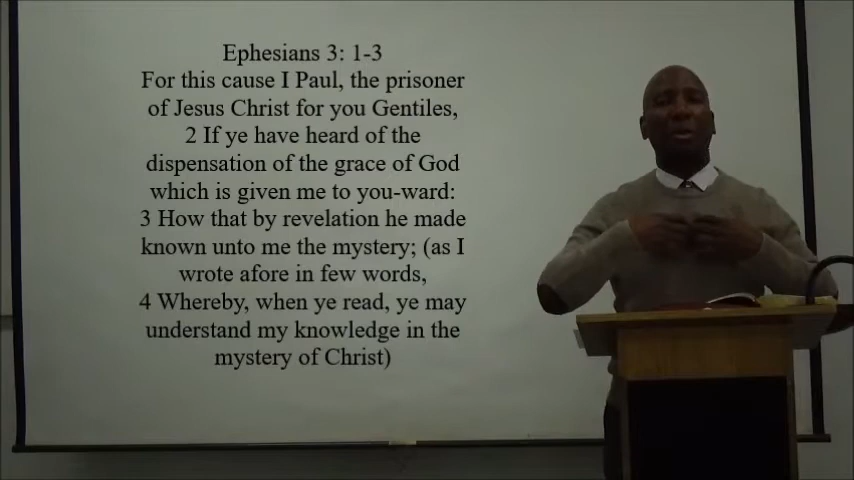 Ephesians 3: 1-3
For this cause I Paul, the prisoner
of Jesus Christ for you Gentiles,
2 If ye have heard of the
dispensation of the grace of God
which is given me to you-ward:
3 How that by revelation he made
known unto me the mystery; (as I
wrote afore in few words,
4 Whereby, when ye read, ye may
understand my knowledge in the
mystery of Christ)